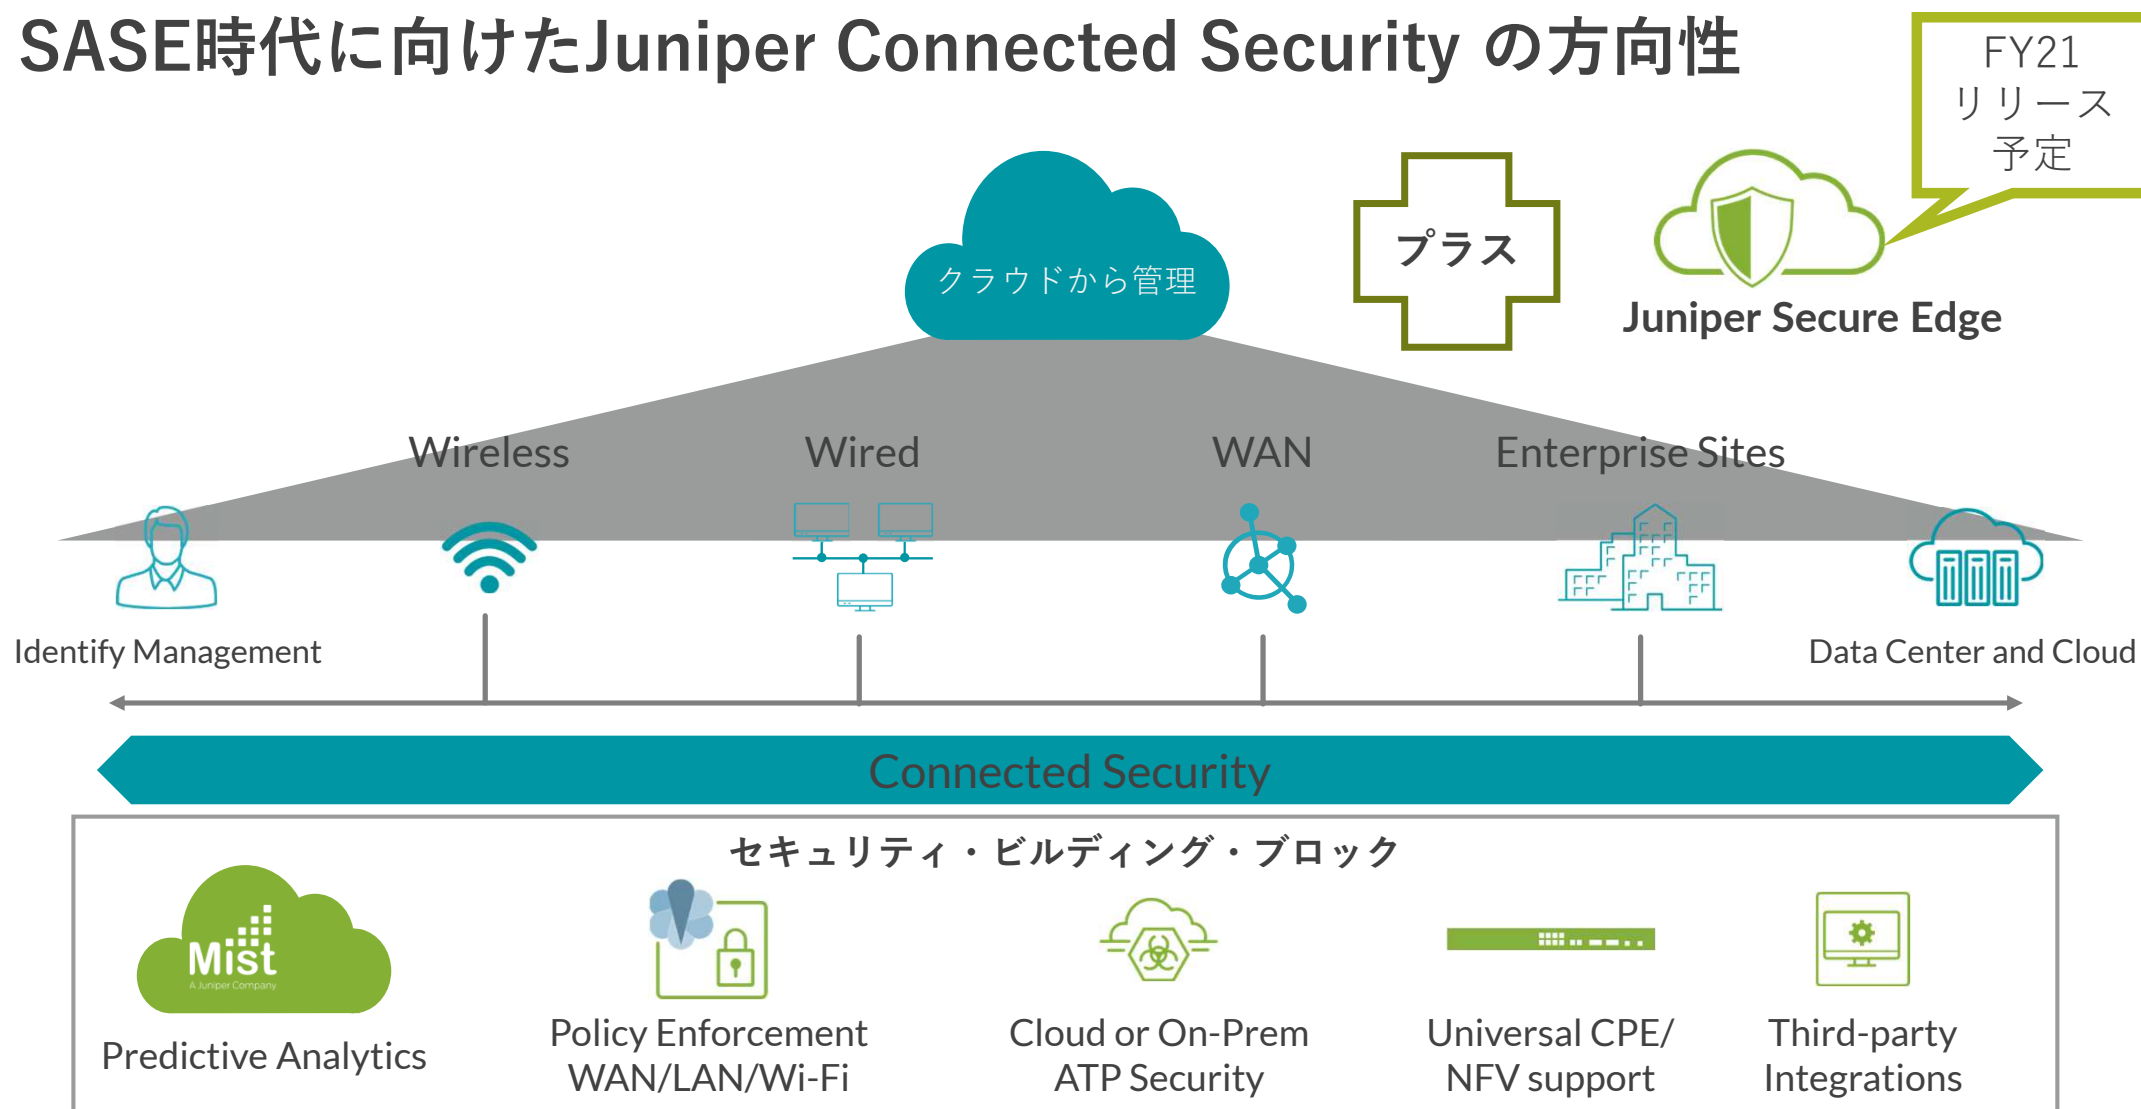 SASE時代に向けたJuniper Connected Security の方向性
FY21
リリース
予定
クラウドから管理
プラス
Juniper Secure Edge
Wireless
Wired
WAN
Enterprise Sites
Identify Management
Data Center and Cloud
Connected Security
セキュリティ・ビルディング・ブロック
Mist
A Juniper Company
Predictive Analytics
Policy Enforcement
WAN/LAN/Wi-Fi
Cloud or On-Prem
ATP Security
Universal CPE/
NFV support
Third-party
Integrations